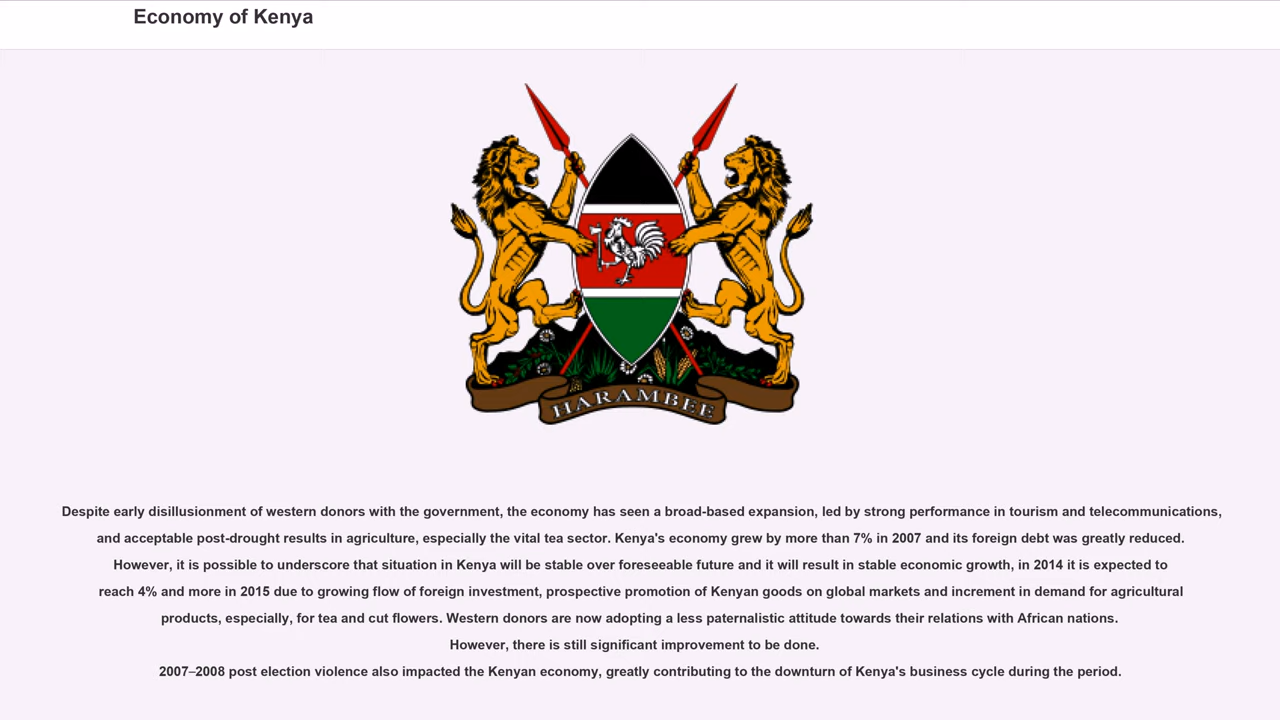 Economy of Kenya
HARAMBEE
Despite early disillusionment of western donors with the government, the economy has seen a broad-based expansion, led by strong performance in tourism and telecommunications,
and acceptable post-drought results in agriculture, especially the vital tea sector. Kenya's economy grew by more than 7% in 2007 and its foreign debt was greatly reduced.
However, it is possible to underscore that situation in Kenya will be stable over foreseeable future and it will result in stable economic growth, in 2014 it is expected to
reach 4% and more in 2015 due to growing flow of foreign investment, prospective promotion of Kenyan goods on global markets and increment in demand for agricultural
products, especially, for tea and cut flowers. Western donors are now adopting a less paternalistic attitude towards their relations with African nations.
However, there is still significant improvement to be done.
2007–2008 post election violence also impacted the Kenyan economy, greatly contributing to the downturn of Kenya's business cycle during the period.